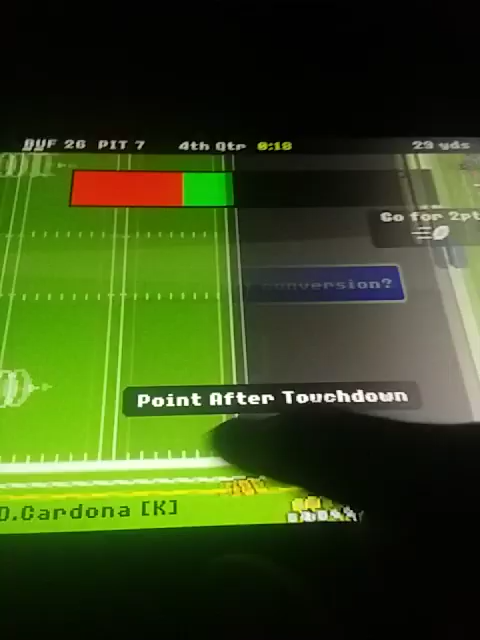 BUF 26 PIT 7 4th Qtr 0:18 29 yds
Go for 2pt
conversion?
Point After Touchdown
D.Cardona [K]